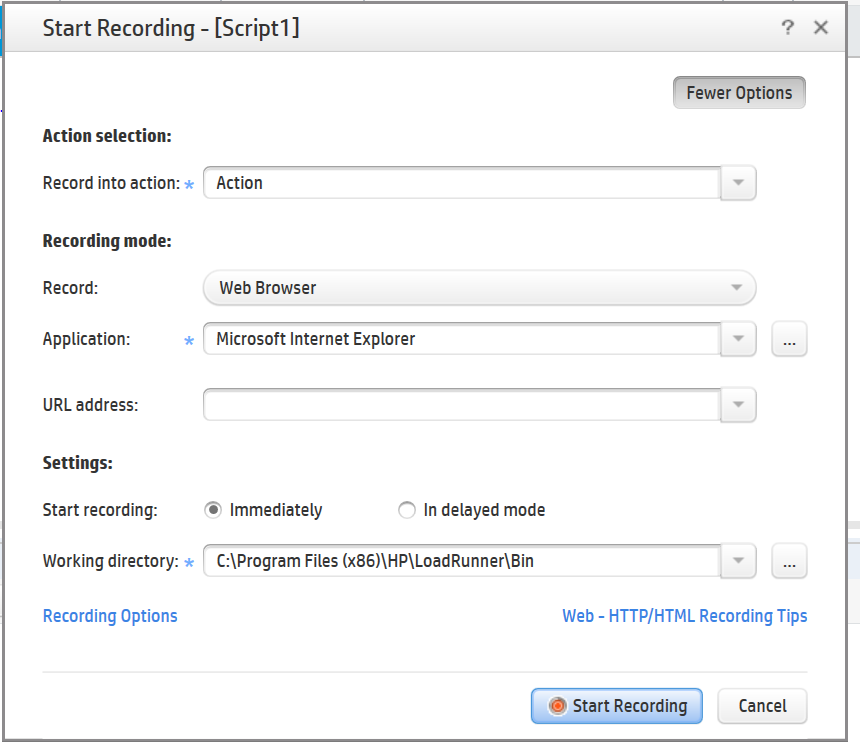 Start Recording - [Script1]
?
Fewer Options
Action selection:
Record into action: * Action
Recording mode:
Record: Web Browser
Application: * Microsoft Internet Explorer ...
URL address:
Settings:
Start recording: Immediately In delayed mode
Working directory: * C:\Program Files (x86)\HP\LoadRunner\Bin ...
Recording Options Web - HTTP/HTML Recording Tips
Start Recording Cancel